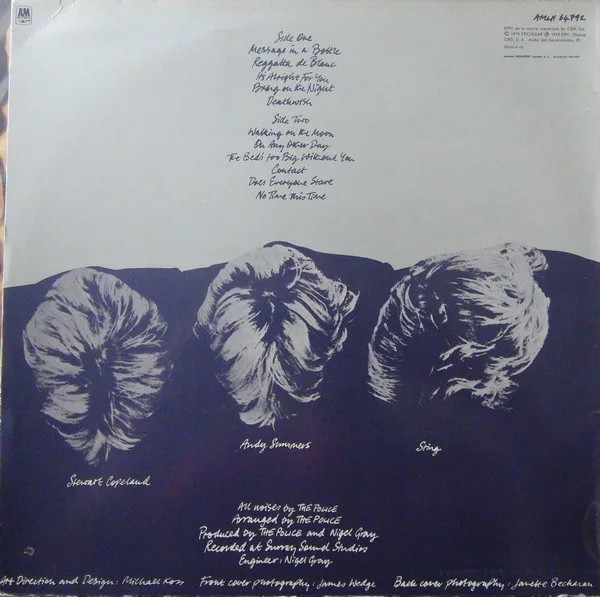 A&M
AMLH 64792
Side One
Message in a Bottle
Reggatta de Blanc
It's Alright For You
Bring on the Night
Deathwish
Side Two
Walking on the Moon
On Any Other Day
The Bed's too Big Without You
Contact
Does Everyone Stare
No Time This Time
Andy Summers
Sting
Stewart Copeland
All noises by THE POLICE
Arranged by THE POLICE
Produced by THE POLICE and Nigel Gray
Recorded at Surrey Sound Studios
Engineer: Nigel Gray
Art Direction and Design: Michael Ross Front cover photography: James Wedge Back cover photography: Janette Beckman